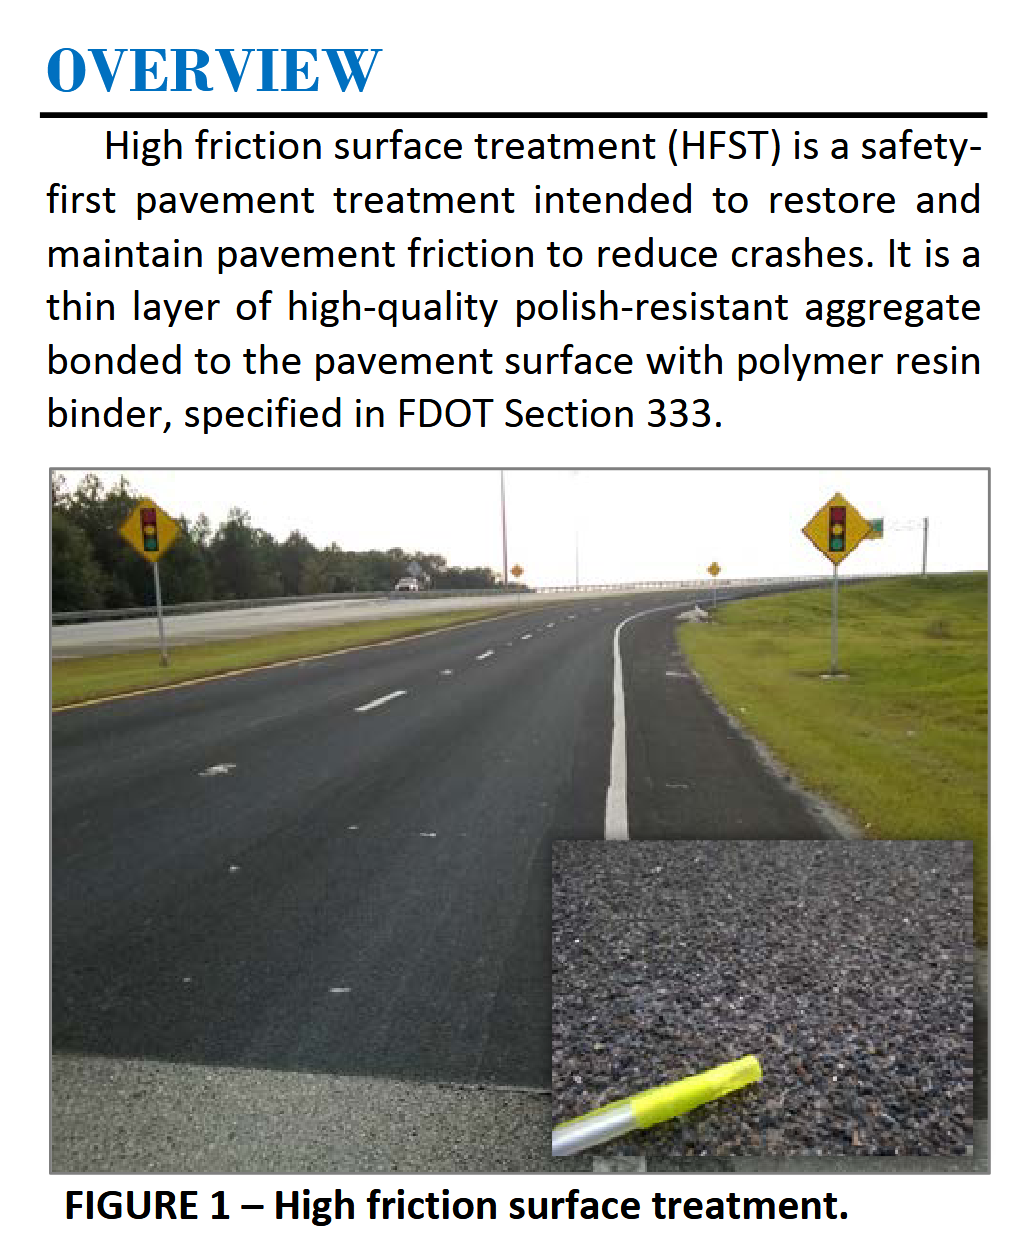 OVERVIEW
High friction surface treatment (HFST) is a safety-
first pavement treatment intended to restore and
maintain pavement friction to reduce crashes. It is a
thin layer of high-quality polish-resistant aggregate
bonded to the pavement surface with polymer resin
binder, specified in FDOT Section 333.
FIGURE 1 – High friction surface treatment.